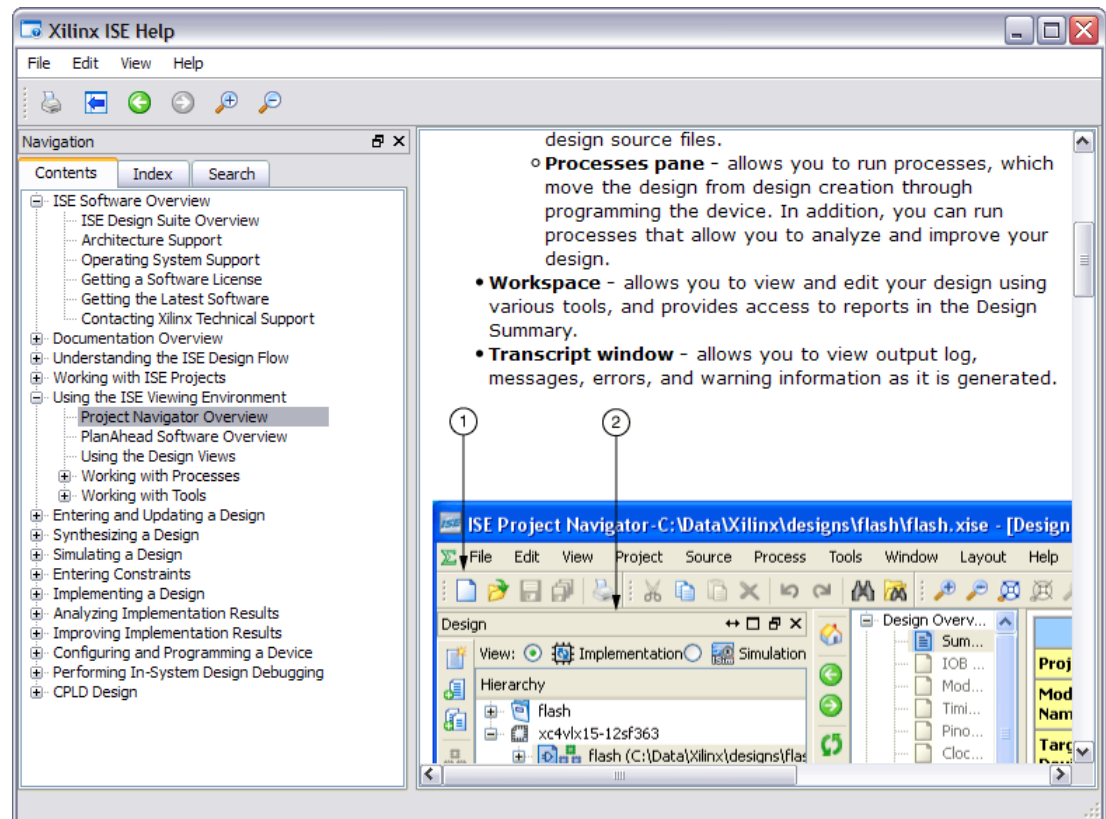 Xilinx ISE Help
File Edit View Help
Navigation
Contents Index Search
ISE Software Overview
ISE Design Suite Overview
Architecture Support
Operating System Support
Getting a Software License
Getting the Latest Software
Contacting Xilinx Technical Support
Documentation Overview
Understanding the ISE Design Flow
Working with ISE Projects
Using the ISE Viewing Environment
Project Navigator Overview
PlanAhead Software Overview
Using the Design Views
Working with Processes
Working with Tools
Entering and Updating a Design
Synthesizing a Design
Simulating a Design
Entering Constraints
Implementing a Design
Analyzing Implementation Results
Improving Implementation Results
Configuring and Programming a Device
Performing In-System Design Debugging
CPLD Design
design source files.
Processes pane - allows you to run processes, which
move the design from design creation through
programming the device. In addition, you can run
processes that allow you to analyze and improve your
design.
• Workspace - allows you to view and edit your design using
various tools, and provides access to reports in the Design
Summary.
• Transcript window - allows you to view output log,
messages, errors, and warning information as it is generated.
1 2
ISE Project Navigator-C:\Data\Xilinx\designs\flash\flash.xise - [Design
File Edit View Project Source Process Tools Window Layout Help
Design
View: Implementation Simulation
Hierarchy
flash
xc4vlx15-12sf363
flash (C:\Data\Xilinx\designs\flas
Design Overv...
Sum...
IOB ...
Mod...
Timi...
Pino...
Cloc...
Proj
Mod
Nam
Targ